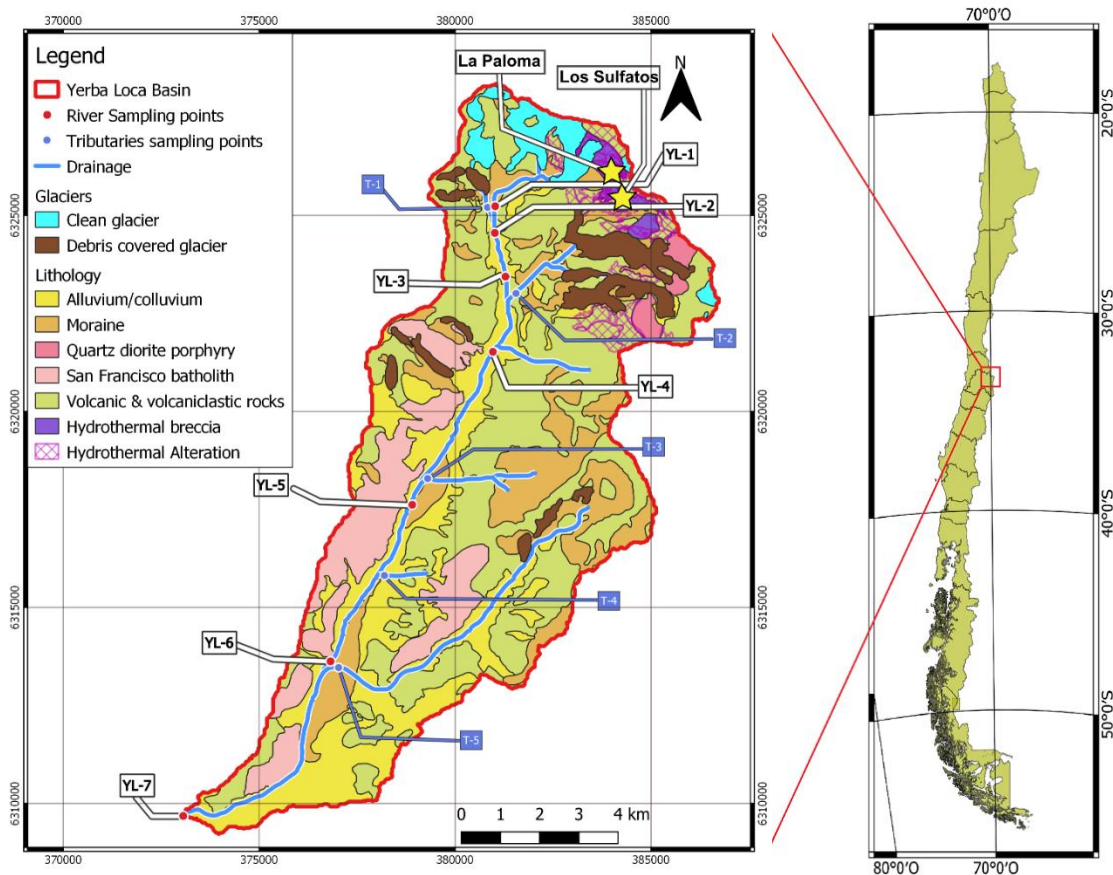 370000
375000
380000
385000
Legend
Yerba Loca Basin
River Sampling points
Tributaries sampling points
Drainage
Glaciers
Clean glacier
Debris covered glacier
Lithology
Alluvium/colluvium
Moraine
Quartz diorite porphyry
San Francisco batholith
Volcanic & volcaniclastic rocks
Hydrothermal breccia
Hydrothermal Alteration
La Paloma
Los Sulfatos
N
YL-1
T-1
YL-2
YL-3
T-2
YL-4
T-3
YL-5
T-4
YL-6
T-5
YL-7
0 1 2 3 4 km
6325000
6320000
6315000
6310000
6325000
6320000
6315000
6310000
370000
375000
380000
385000
70°0'O
20°0'S
30°0'S
40°0'S
50°0'S
80°0'O
70°0'O